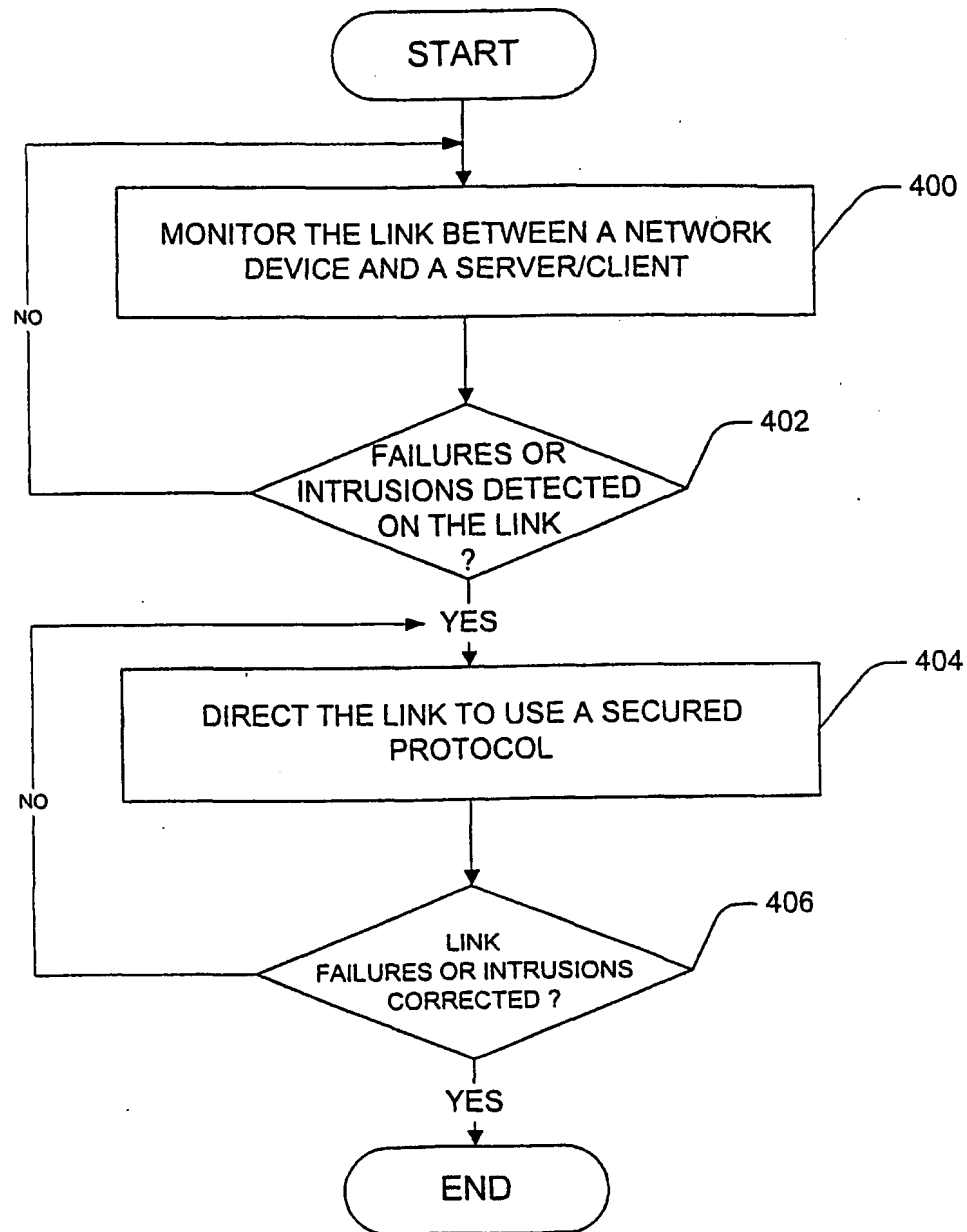 START
400
MONITOR THE LINK BETWEEN A NETWORK
DEVICE AND A SERVER/CLIENT
NO
402
FAILURES OR
INTRUSIONS DETECTED
ON THE LINK
?
YES
404
DIRECT THE LINK TO USE A SECURED
PROTOCOL
NO
406
LINK
FAILURES OR INTRUSIONS
CORRECTED ?
YES
END